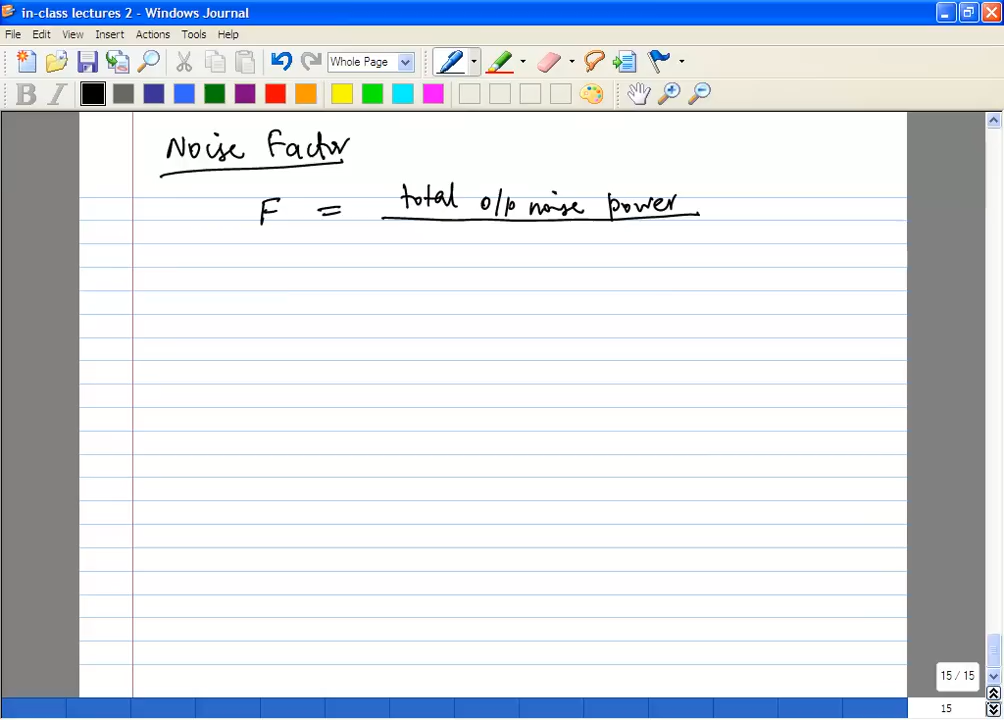 in-class lectures 2 - Windows Journal
File Edit View Insert Actions Tools Help
Whole Page
B I
Noise Factor
F = total o/p noise power
15 / 15
15